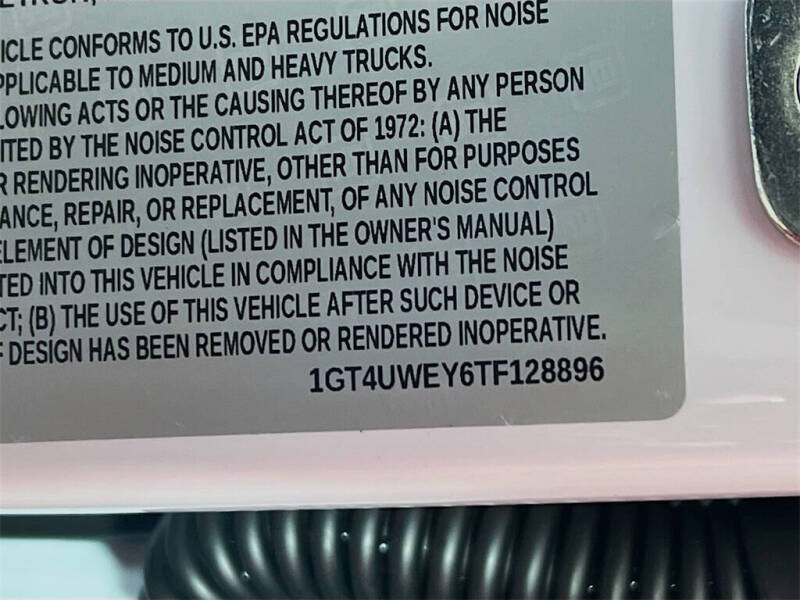 ICLE CONFORMS TO U.S. EPA REGULATIONS FOR NOISE
PPLICABLE TO MEDIUM AND HEAVY TRUCKS.
LOWING ACTS OR THE CAUSING THEREOF BY ANY PERSON
ITED BY THE NOISE CONTROL ACT OF 1972: (A) THE
R RENDERING INOPERATIVE, OTHER THAN FOR PURPOSES
ANCE, REPAIR, OR REPLACEMENT, OF ANY NOISE CONTROL
ELEMENT OF DESIGN (LISTED IN THE OWNER'S MANUAL)
TED INTO THIS VEHICLE IN COMPLIANCE WITH THE NOISE
CT; (B) THE USE OF THIS VEHICLE AFTER SUCH DEVICE OR
F DESIGN HAS BEEN REMOVED OR RENDERED INOPERATIVE.
1GT4UWEY6TF128896